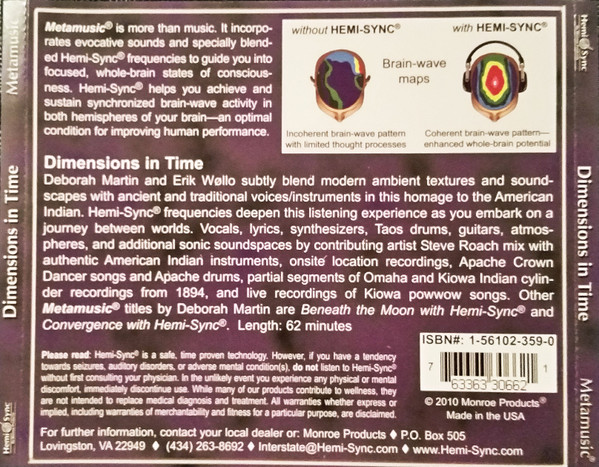 Metamusic® is more than music. It incorpo-
rates evocative sounds and specially blend-
ed Hemi-Sync® frequencies to guide you into
focused, whole-brain states of conscious-
ness. Hemi-Sync® helps you achieve and
sustain synchronized brain-wave activity in
both hemispheres of your brain—an optimal
condition for improving human performance.
without HEMI-SYNC®
with HEMI-SYNC®
Brain-wave
maps
Incoherent brain-wave pattern
with limited thought processes
Coherent brain-wave pattern—
enhanced whole-brain potential
Dimensions in Time
Deborah Martin and Erik Wøllo subtly blend modern ambient textures and sound-
scapes with ancient and traditional voices/instruments in this homage to the American
Indian. Hemi-Sync® frequencies deepen this listening experience as you embark on a
journey between worlds. Vocals, lyrics, synthesizers, Taos drums, guitars, atmos-
pheres, and additional sonic soundspaces by contributing artist Steve Roach mix with
authentic American Indian instruments, onsite location recordings, Apache Crown
Dancer songs and Apache drums, partial segments of Omaha and Kiowa Indian cylin-
der recordings from 1894, and live recordings of Kiowa powwow songs. Other
Metamusic® titles by Deborah Martin are Beneath the Moon with Hemi-Sync® and
Convergence with Hemi-Sync®. Length: 62 minutes
Please read: Hemi-Sync® is a safe, time proven technology. However, if you have a tendency
towards seizures, auditory disorders, or adverse mental condition(s), do not listen to Hemi-Sync®
without first consulting your physician. In the unlikely event you experience any physical or mental
discomfort, immediately discontinue use. While many of our products contribute to wellness, they
are not intended to replace medical diagnosis and treatment. All warranties whether express or
implied, including warranties of merchantability and fitness for a particular purpose, are disclaimed.
ISBN#: 1-56102-359-0
7 63363 30662 1
© 2010 Monroe Products®
Made in the USA
For further information, contact your local dealer or: Monroe Products ♦ P.O. Box 505
Lovingston, VA 22949 ♦ (434) 263-8692 ♦ Interstate@Hemi-Sync.com ♦ www.Hemi-Sync.com
Hemi-Sync
Dimensions in Time
Metamusic®
Hemi-Sync
Dimensions in Time
Metamusic®